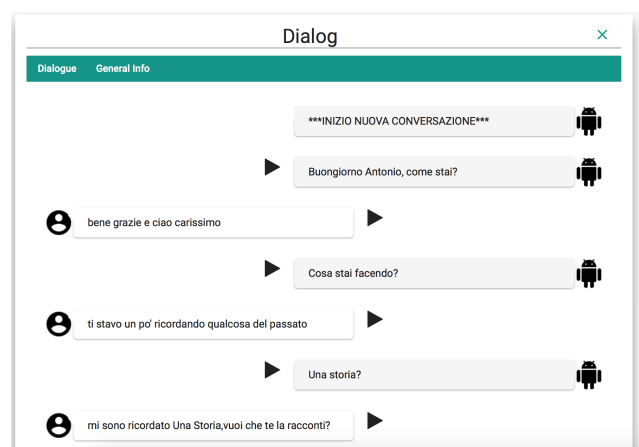 Dialog
Dialogue General Info
***INIZIO NUOVA CONVERSAZIONE***
Buongiorno Antonio, come stai?
bene grazie e ciao carissimo
Cosa stai facendo?
ti stavo un po' ricordando qualcosa del passato
Una storia?
mi sono ricordato Una Storia,vuoi che te la racconti?